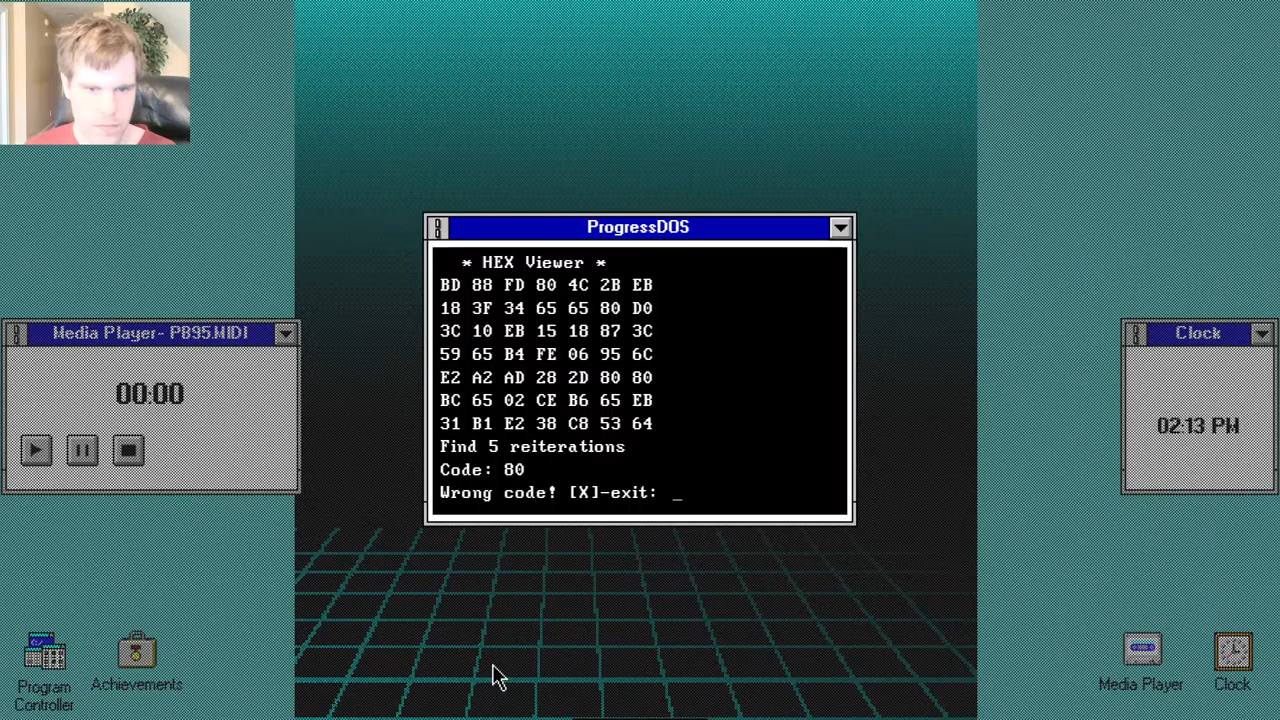 ProgressDOS
* HEX Viewer *
BD 88 FD 80 4C 2B EB
18 3F 34 65 65 80 D0
3C 10 EB 15 18 87 3C
59 65 B4 FE 06 95 6C
E2 A2 AD 28 2D 80 80
BC 65 02 CE B6 65 EB
31 B1 E2 38 C8 53 64
Find 5 reiterations
Code: 80
Wrong code! [X]-exit: _
Media Player- PB95.MIDI
00:00
Clock
02:13 PM
Program
Controller
Achievements
Media Player
Clock